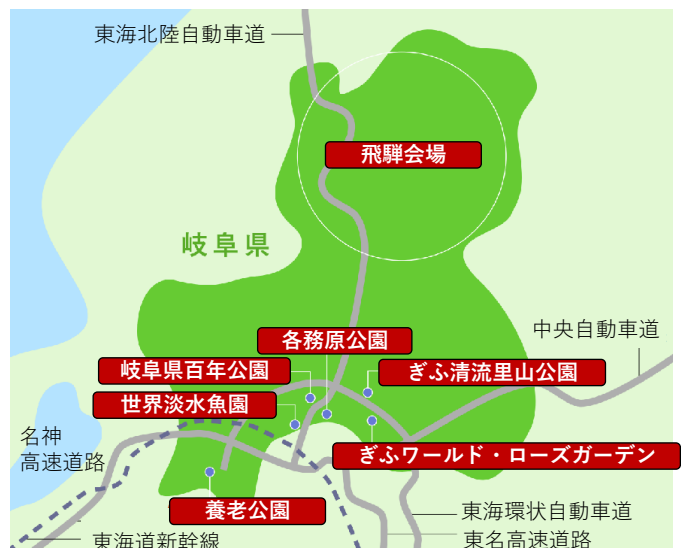 東海北陸自動車道
飛騨会場
岐阜県
中央自動車道
各務原公園
岐阜県百年公園
ぎふ清流里山公園
世界淡水魚園
名神
高速道路
ぎふワールド・ローズガーデン
養老公園
東海環状自動車道
東海道新幹線
東名高速道路